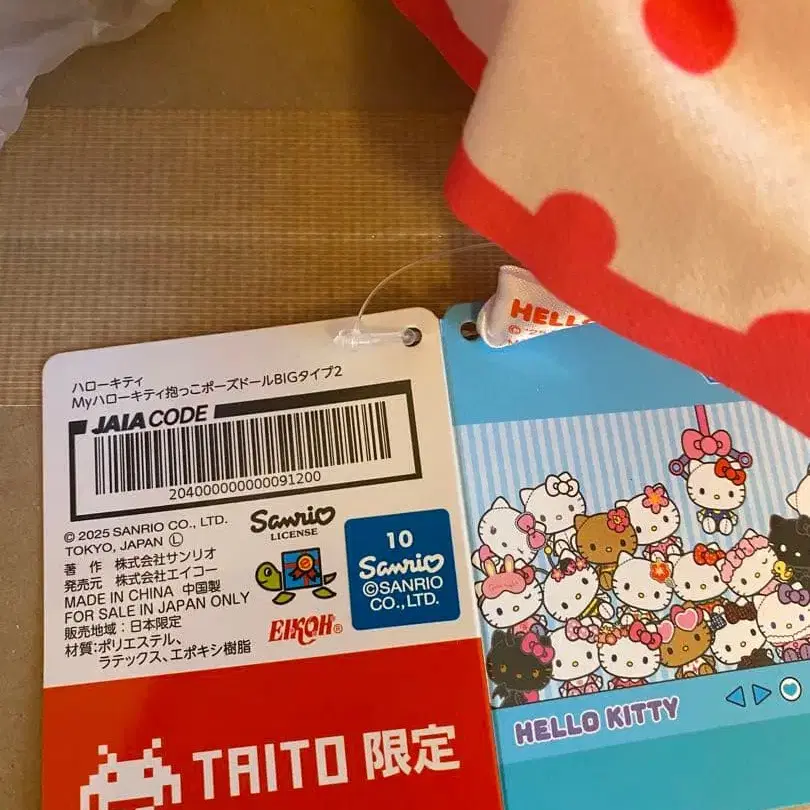 ハローキティ
Myハローキティ抱っこポーズドールBIGタイプ2
JAIA CODE
204000000000091200
© 2025 SANRIO CO., LTD.
TOKYO, JAPAN Ⓛ
著 作 株式会社サンリオ
発売元 株式会社エイコー
MADE IN CHINA 中国製
FOR SALE IN JAPAN ONLY
販売地域：日本限定
材質：ポリエステル、
ラテックス、エポキシ樹脂
Sanrio
LICENSE
EIKOH®
10
Sanrio
©SANRIO
CO., LTD.
TAITO 限定
HELLO
HELLO KITTY